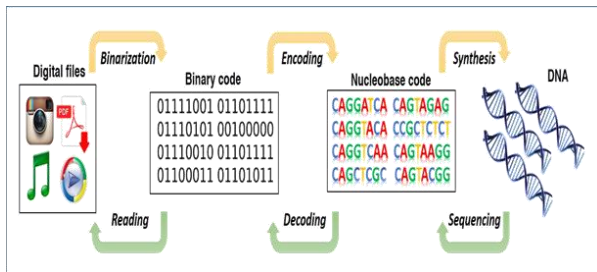 Binarization
Encoding
Synthesis
Digital files
Binary code
Nucleobase code
DNA
PDF
01111001 01101111
01110101 00100000
01110010 01101111
01100011 01101011
CAGGATCA CAGTAGAG
CAGGTACA CCGCTCTCT
CAGGTCAA CAGTAAGG
CAGCTCGC CAGTACGG
Reading
Decoding
Sequencing